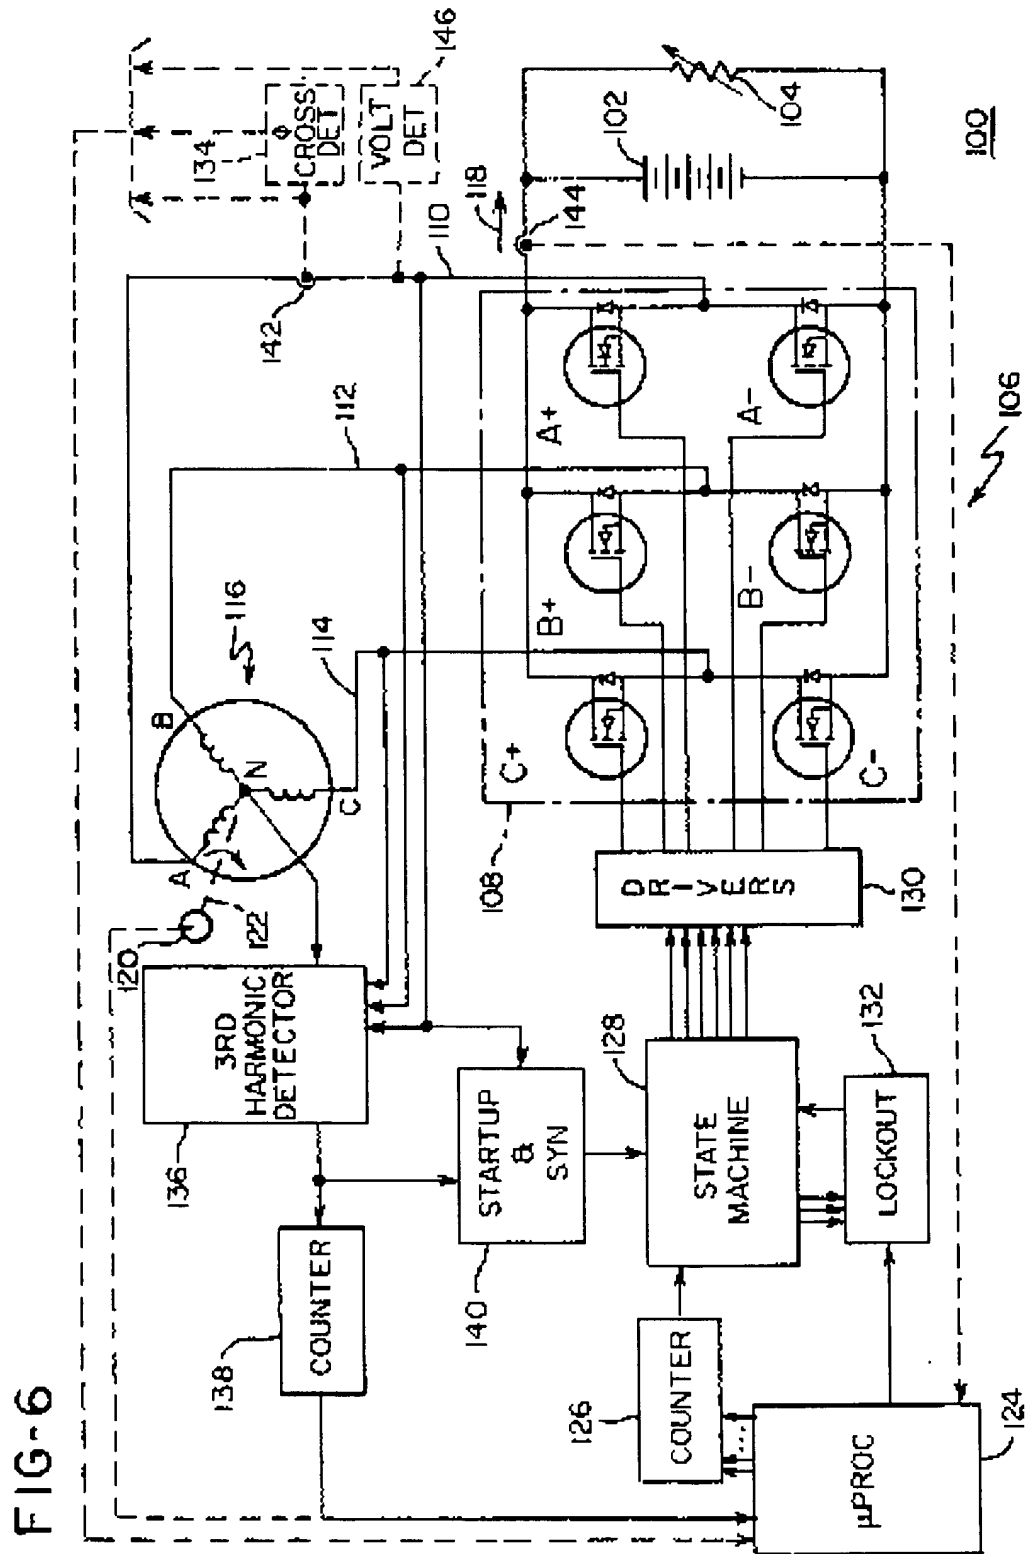 FIG-6
134
Φ
CROSS
DET
VOLT
DET
146
142
110
118
144
102
104
100
106
112
116
114
A
B
C
N
120
122
3RD
HARMONIC
DETECTOR
136
COUNTER
138
STARTUP
&
SYN
140
COUNTER
126
STATE
MACHINE
128
LOCKOUT
132
µPROC
124
DRIVERS
130
108
A+
B+
C+
A-
B-
C-